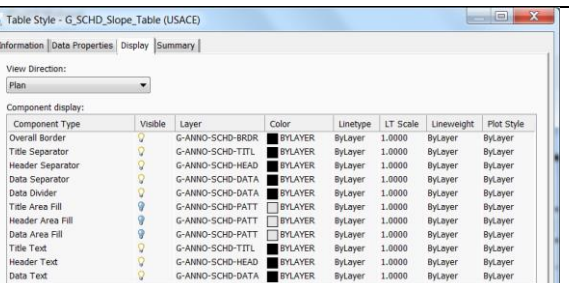 Table Style - G_SCHD_Slope_Table (USACE)
Information Data Properties Display Summary
View Direction:
Plan
Component display:
Component Type Visible Layer Color Linetype LT Scale Lineweight Plot Style
Overall Border G-ANNO-SCHD-BRDR BYLAYER ByLayer 1.0000 ByLayer ByLayer
Title Separator G-ANNO-SCHD-TITL BYLAYER ByLayer 1.0000 ByLayer ByLayer
Header Separator G-ANNO-SCHD-HEAD BYLAYER ByLayer 1.0000 ByLayer ByLayer
Data Separator G-ANNO-SCHD-DATA BYLAYER ByLayer 1.0000 ByLayer ByLayer
Data Divider G-ANNO-SCHD-DATA BYLAYER ByLayer 1.0000 ByLayer ByLayer
Title Area Fill G-ANNO-SCHD-PATT BYLAYER ByLayer 1.0000 ByLayer ByLayer
Header Area Fill G-ANNO-SCHD-PATT BYLAYER ByLayer 1.0000 ByLayer ByLayer
Data Area Fill G-ANNO-SCHD-PATT BYLAYER ByLayer 1.0000 ByLayer ByLayer
Title Text G-ANNO-SCHD-TITL BYLAYER ByLayer 1.0000 ByLayer ByLayer
Header Text G-ANNO-SCHD-HEAD BYLAYER ByLayer 1.0000 ByLayer ByLayer
Data Text G-ANNO-SCHD-DATA BYLAYER ByLayer 1.0000 ByLayer ByLayer